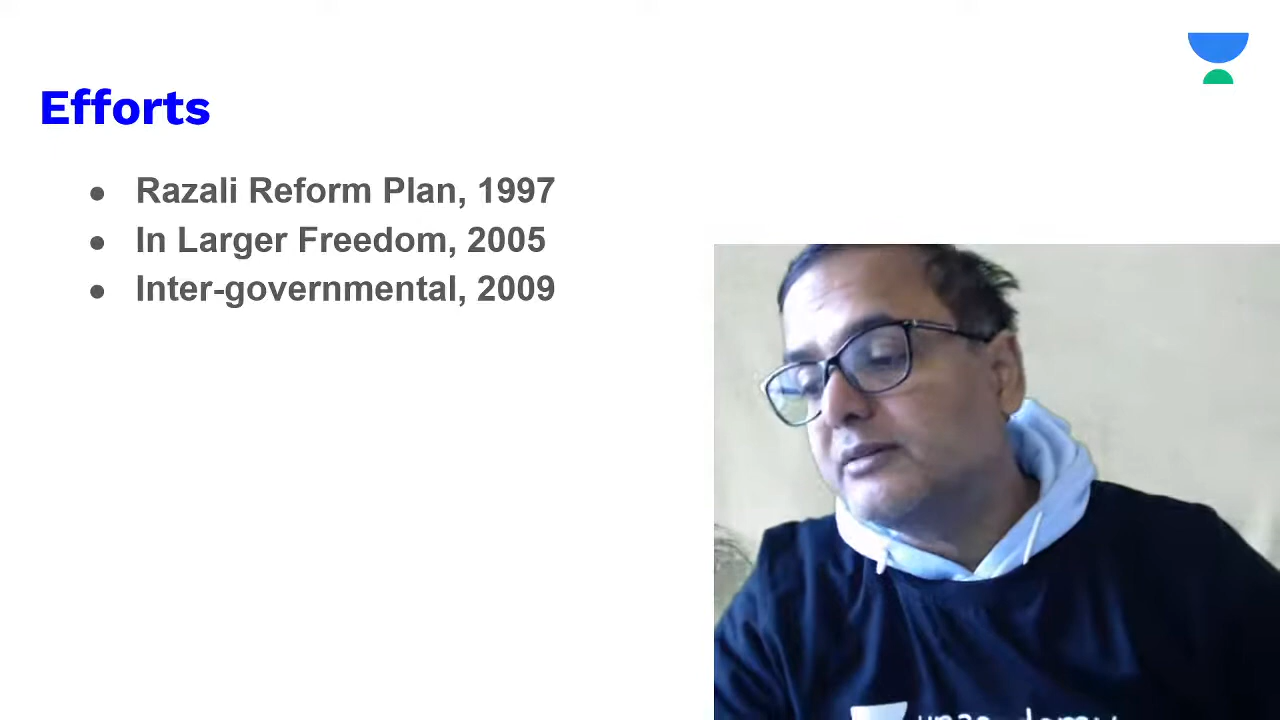 Efforts
● Razali Reform Plan, 1997
● In Larger Freedom, 2005
● Inter-governmental, 2009